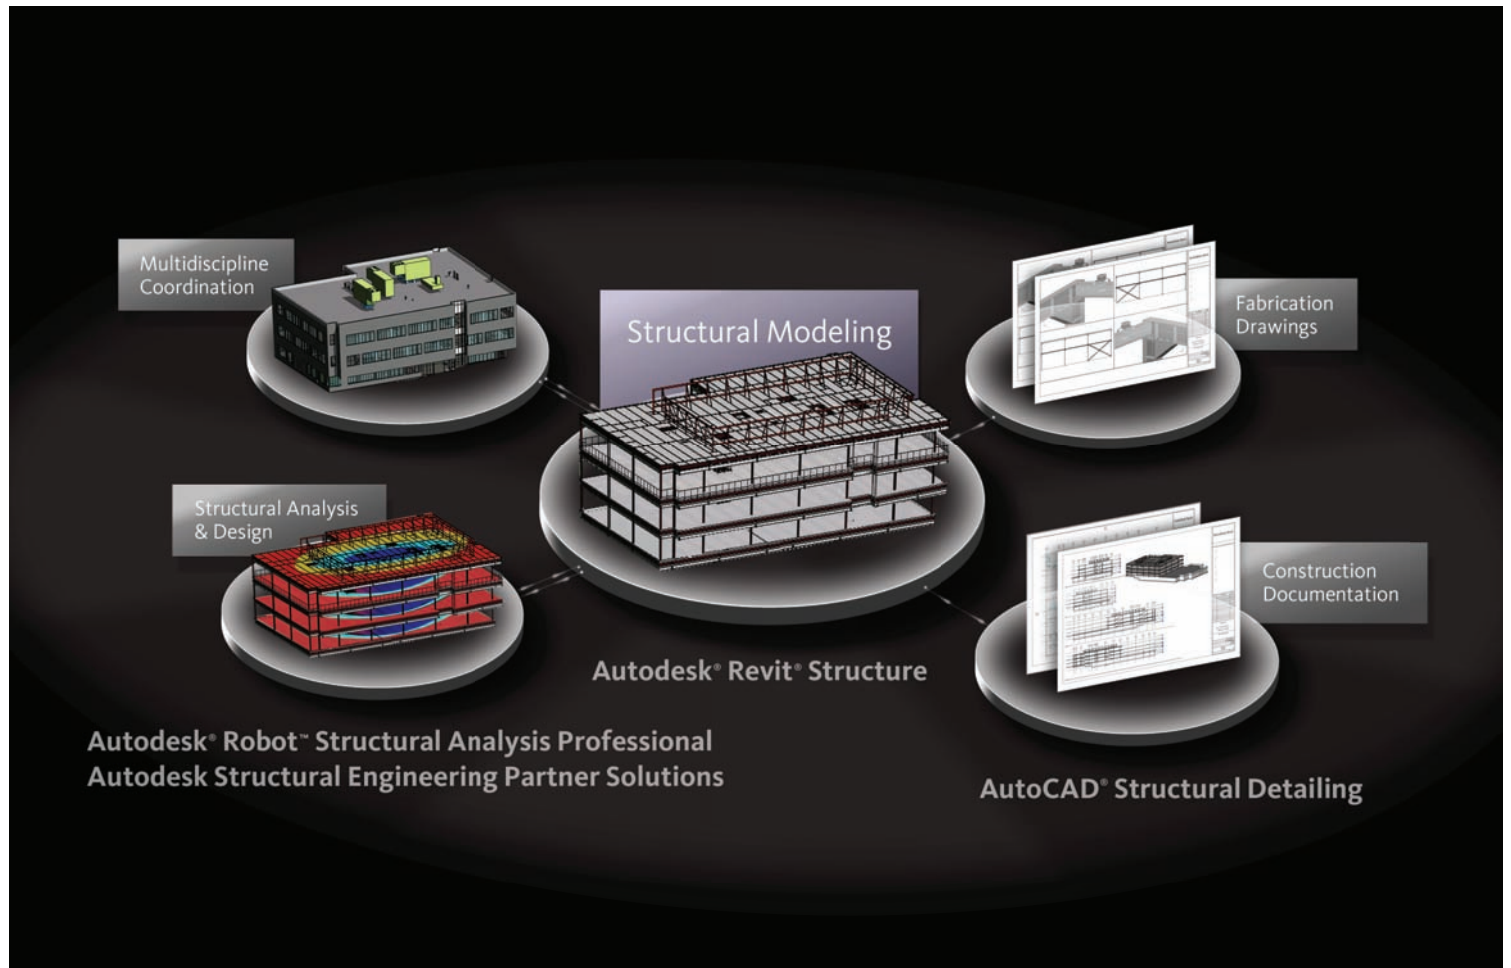 Multidiscipline
Coordination
Structural Modeling
Fabrication
Drawings
Structural Analysis
& Design
Construction
Documentation
Autodesk® Revit® Structure
Autodesk® Robot™ Structural Analysis Professional
Autodesk Structural Engineering Partner Solutions
AutoCAD® Structural Detailing